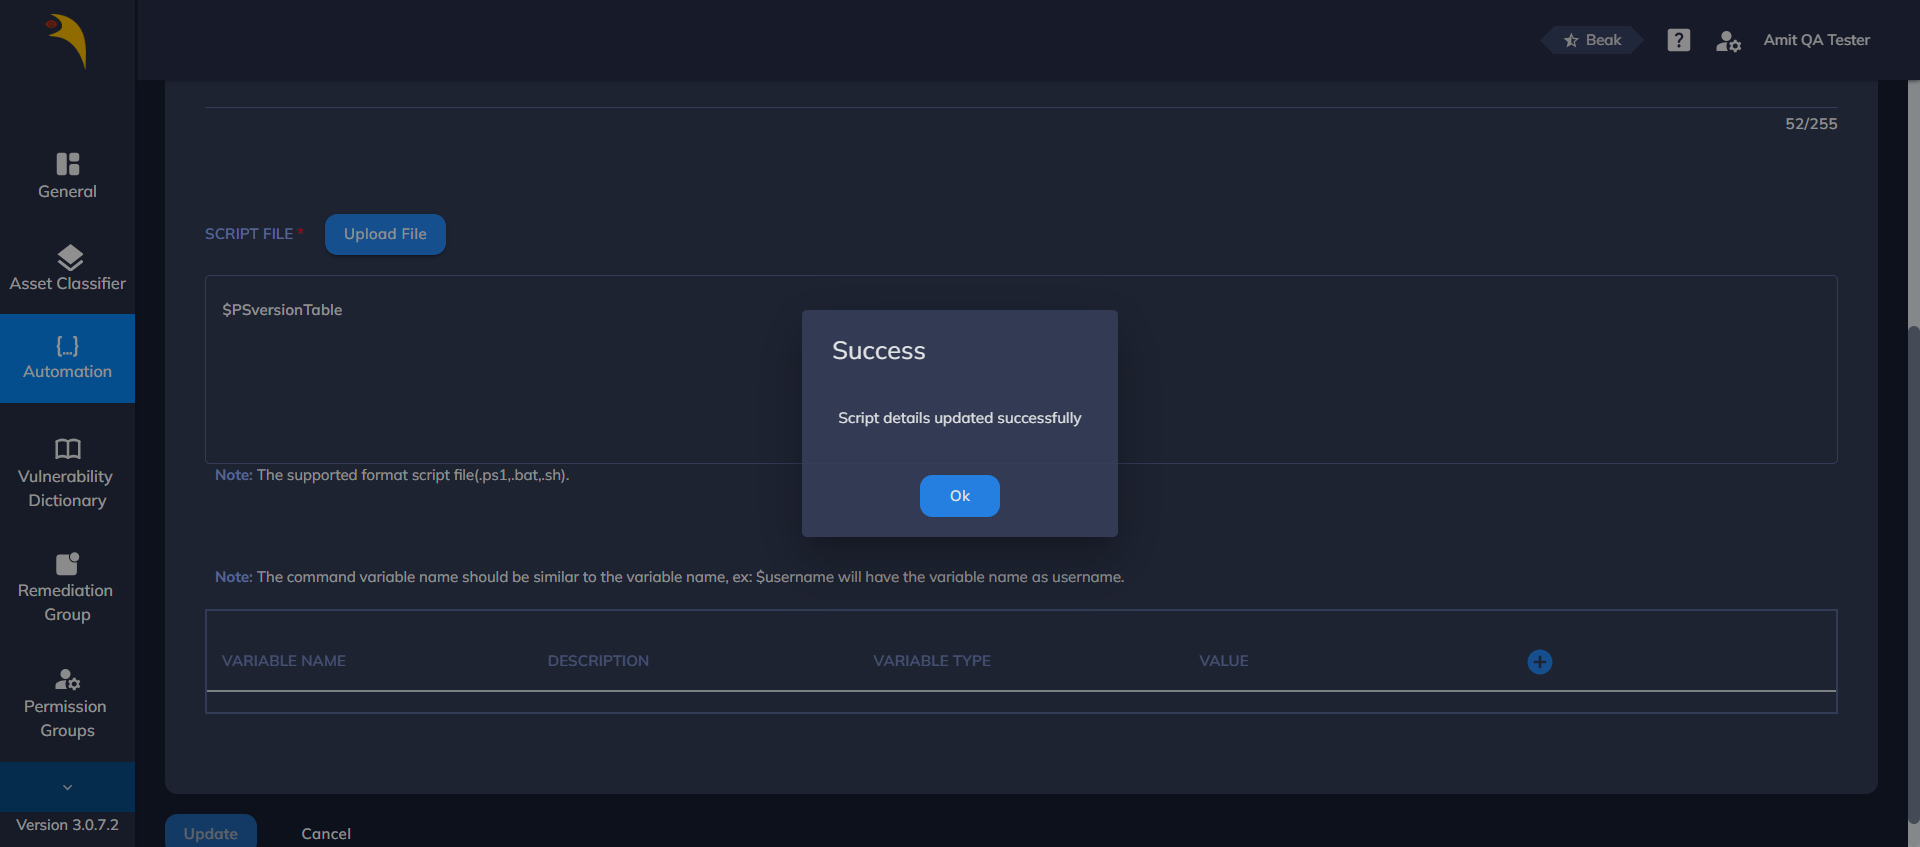 Beak
?
Amit QA Tester
52/255
General
SCRIPT FILE*
Upload File
Asset Classifier
$PSversionTable
{...}
Automation
Success
Script details updated successfully
Vulnerability
Dictionary
Note: The supported format script file(.ps1,.bat,.sh).
Ok
Note: The command variable name should be similar to the variable name, ex: $username will have the variable name as username.
Remediation
Group
VARIABLE NAME DESCRIPTION VARIABLE TYPE VALUE
Permission
Groups
Version 3.0.7.2
Update
Cancel